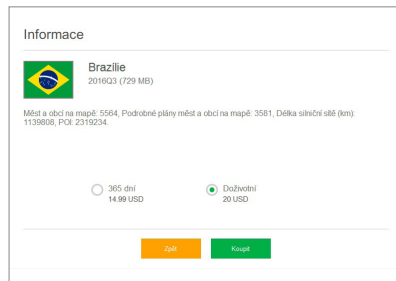 Informace
Brazílie
2016Q3 (729 MB)
Měst a obcí na mapě: 5564, Podrobné plány měst a obcí na mapě: 3581, Délka silniční sítě (km):
1139808, POI: 2319234.
365 dní
14.99 USD
Doživotní
20 USD
Zpět
Koupit